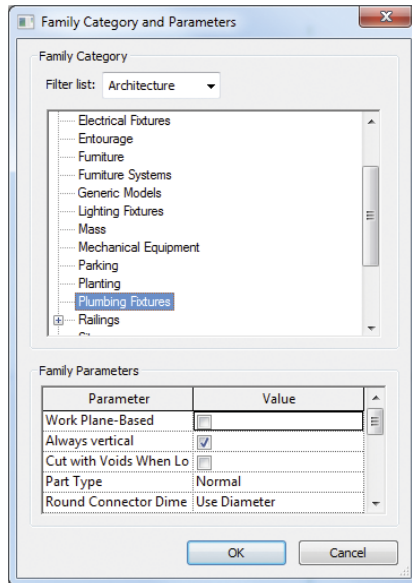 Family Category and Parameters
Family Category
Filter list: Architecture
Electrical Fixtures
Entourage
Furniture
Furniture Systems
Generic Models
Lighting Fixtures
Mass
Mechanical Equipment
Parking
Planting
Plumbing Fixtures
Railings
Family Parameters
Parameter Value
Work Plane-Based
Always vertical
Cut with Voids When Lo
Part Type Normal
Round Connector Dime Use Diameter
OK Cancel